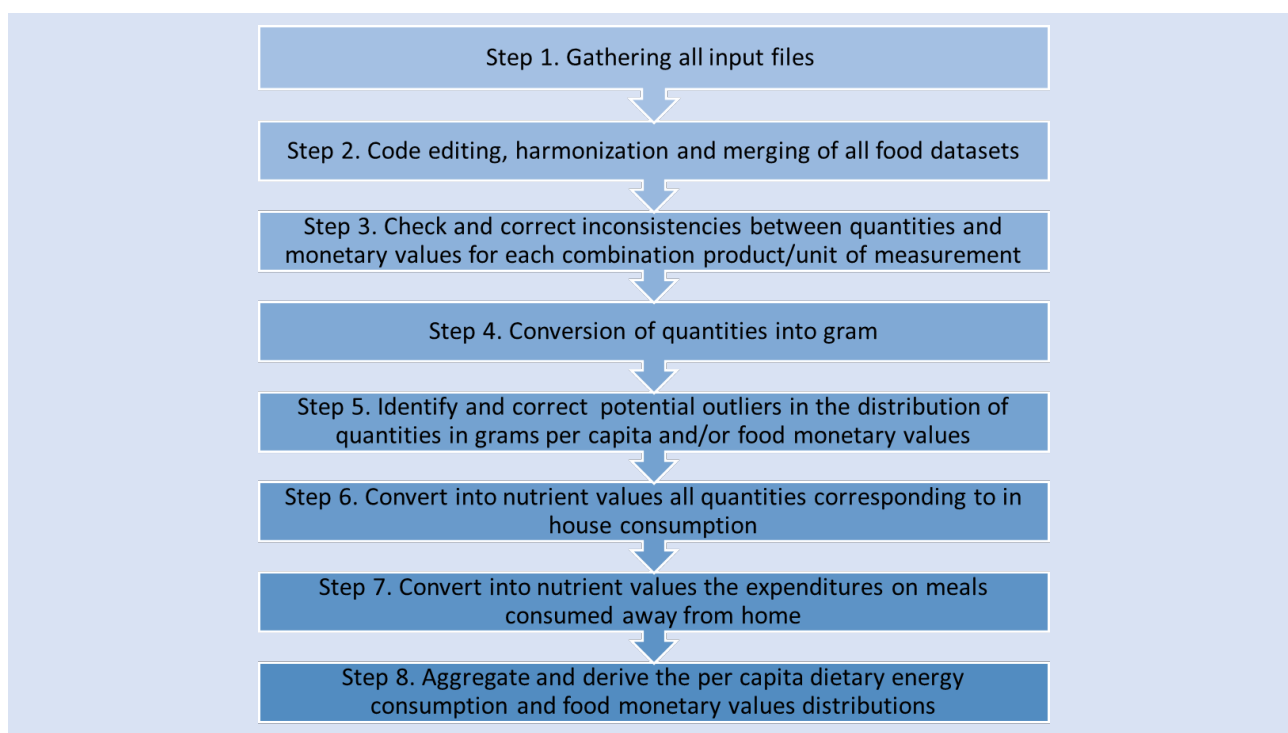 Step 1. Gathering all input files
Step 2. Code editing, harmonization and merging of all food datasets
Step 3. Check and correct inconsistencies between quantities and
monetary values for each combination product/unit of measurement
Step 4. Conversion of quantities into gram
Step 5. Identify and correct  potential outliers in the distribution of
quantities in grams per capita and/or food monetary values
Step 6. Convert into nutrient values all quantities corresponding to in
house consumption
Step 7. Convert into nutrient values the expenditures on meals
consumed away from home
Step 8. Aggregate and derive the per capita dietary energy
consumption and food monetary values distributions